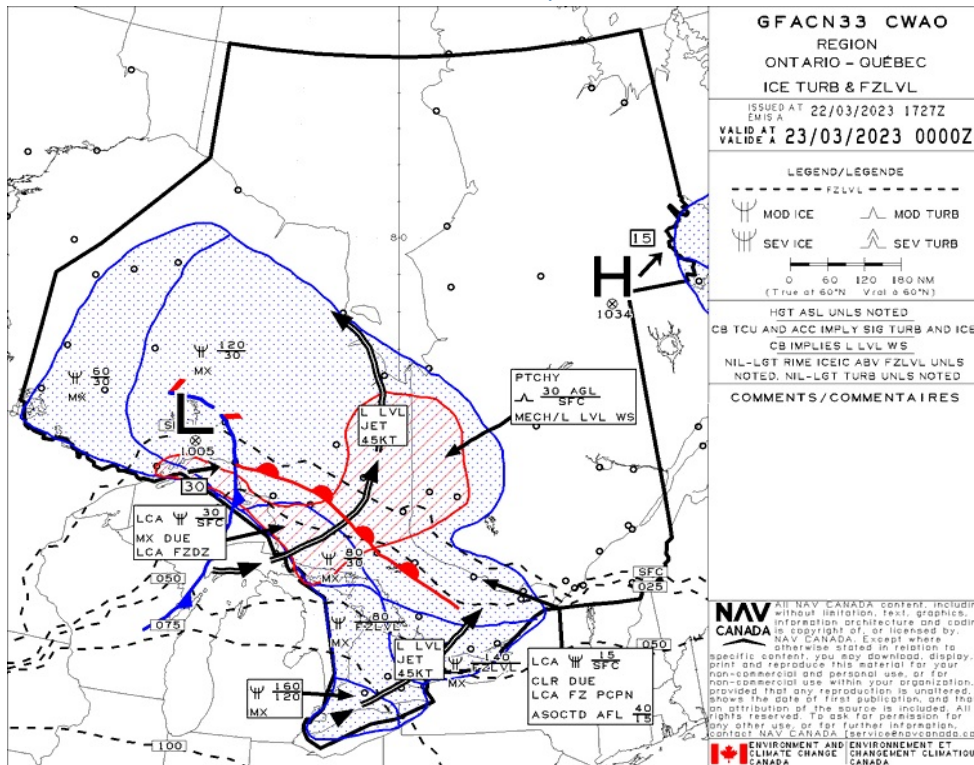 GFACN33 CWAO
REGION
ONTARIO - QUÉBEC
ICE TURB & FZLVL
ISSUED AT
ÉMIS A
22/03/2023 1727Z
VALID AT
VALIDE A
23/03/2023 0000Z
LEGEND/LÉGENDE
FZLVL
MOD ICE
MOD TURB
SEV ICE
SEV TURB
0 60 120 180 NM
(True at 60°N Vrai à 60°N)
HGT ASL UNLS NOTED
CB TCU AND ACC IMPLY SIG TURB AND ICE
CB IMPLIES L LVL WS
NIL-LGT RIME ICEIC ABV FZLVL UNLS
NOTED. NIL-LGT TURB UNLS NOTED
COMMENTS/COMMENTAIRES
80
15
H
1034
120
30
MX
60
30
MX
PTCHY
30 AGL
SFC
MECH/L LVL WS
L LVL
JET
45KT
L
1005
30
LCA 30
SFC
MX DUE
LCA FZDZ
80
30
MX
050
075
SFC
025
80
FZLVL
MX
L LVL
JET
45KT
140
FZLVL
MX
050
LCA 15
SFC
CLR DUE
LCA FZ PCPN
ASOCTD AFL 40
15
160
120
MX
100
NAV
CANADA
All NAV CANADA content, including
without limitation, text, graphics,
information architecture and coding
is copyright of, or licensed by,
NAV CANADA. Except where
otherwise stated in relation to
specific content, you may download, display,
print and reproduce this material for your
non-commercial and personal use, or for
non-commercial use within your organization,
provided that any reproduction is unaltered,
shows the date of first publication, and that
an attribution of the source is included. All
rights reserved. To ask for permission for
any other use, or for further information,
contact NAV CANADA [service@navcanada.ca
ENVIRONMENT AND
CLIMATE CHANGE
CANADA
ENVIRONNEMENT ET
CHANGEMENT CLIMATIQUE
CANADA